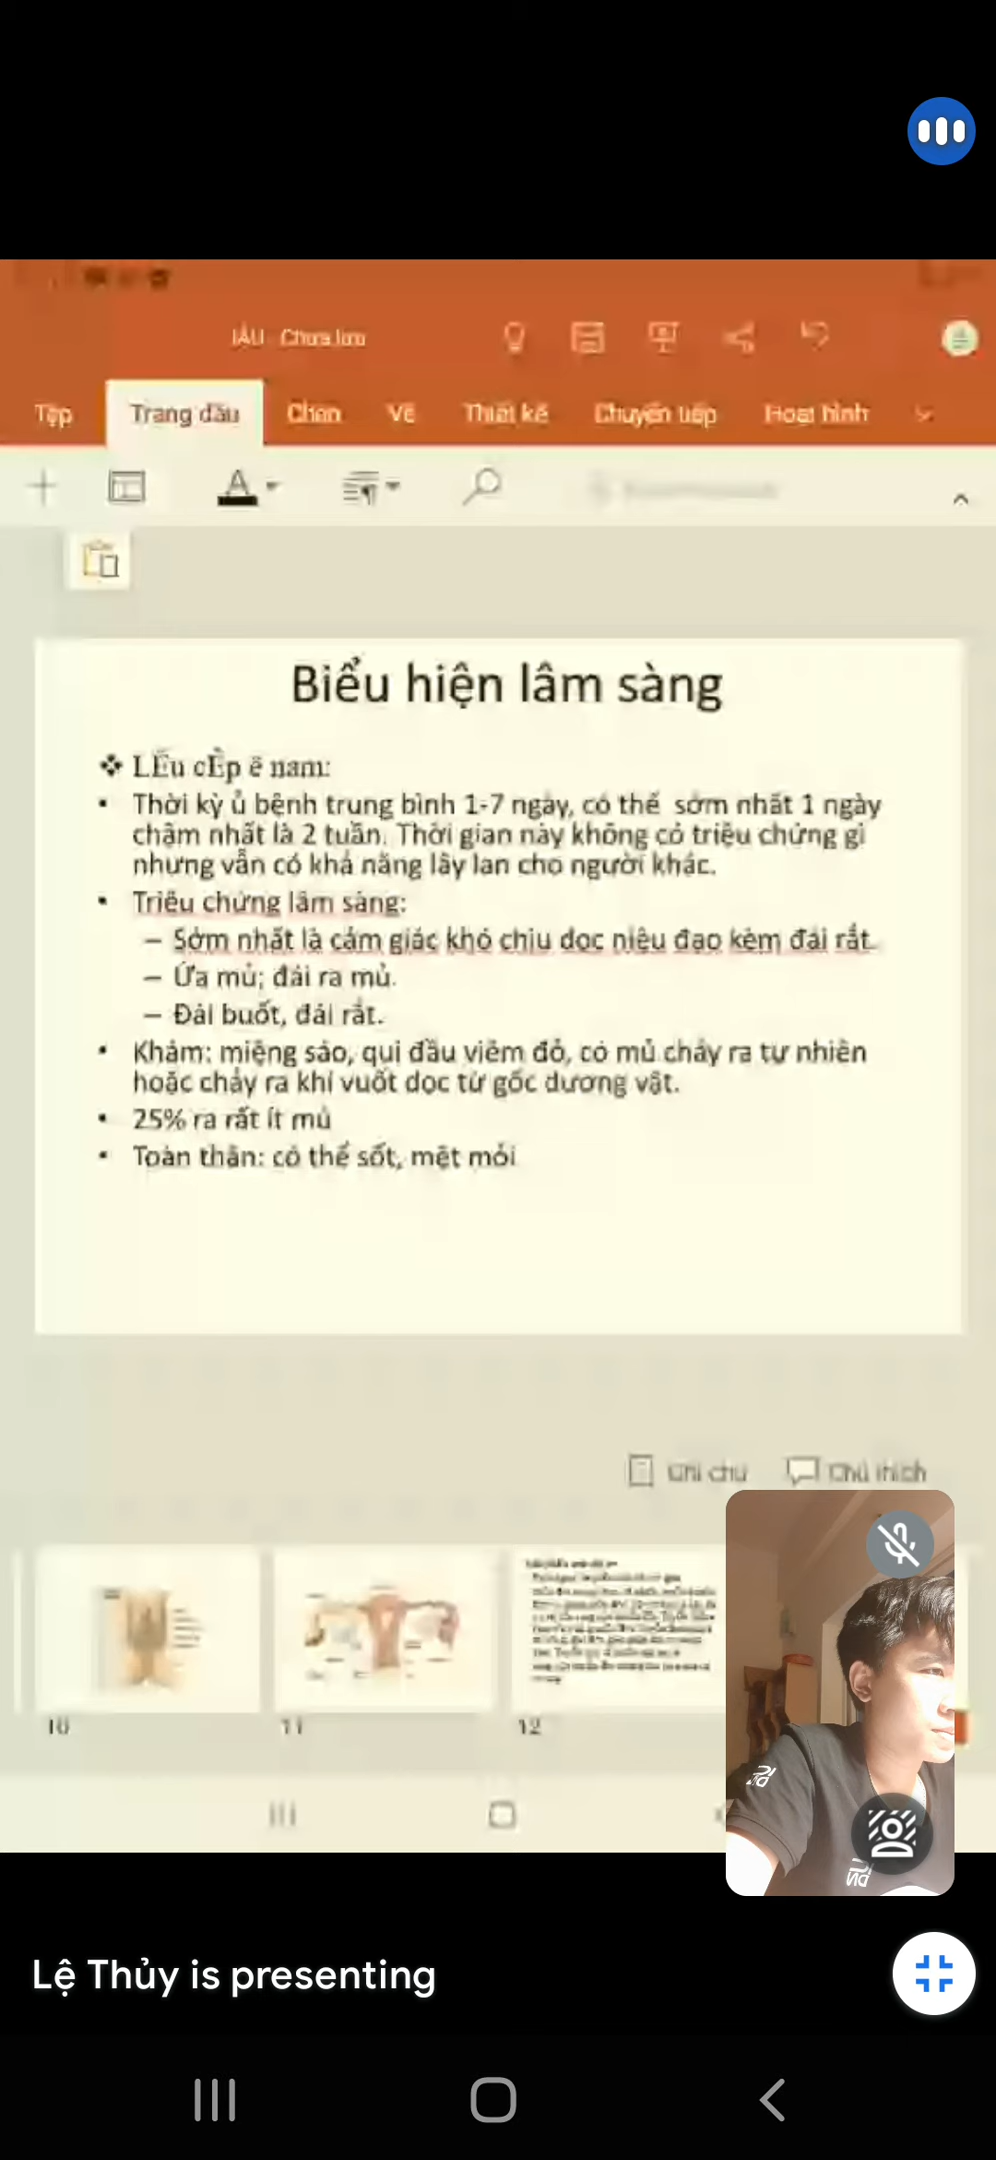 IẬU - Chưa lưu
Tệp Trang đầu Chèn Vẽ Thiết kế Chuyển tiếp Hoạt hình
Biểu hiện lâm sàng
❖ LËu cÊp ë nam:
• Thời kỳ ủ bệnh trung bình 1-7 ngày, có thể sớm nhất 1 ngày
chậm nhất là 2 tuần. Thời gian này không có triệu chứng gì
nhưng vẫn có khả năng lây lan cho người khác.
• Triệu chứng lâm sàng:
– Sớm nhất là cảm giác khó chịu dọc niệu đạo kèm đái rắt.
– Ứa mủ; đái ra mủ.
– Đái buốt, đái rắt.
• Khám: miệng sáo, qui đầu viêm đỏ, có mủ chảy ra tự nhiên
hoặc chảy ra khi vuốt dọc từ gốc dương vật.
• 25% ra rất ít mủ
• Toàn thân: có thể sốt, mệt mỏi
Ghi chú Chú thích
10 11 12
Lệ Thủy is presenting